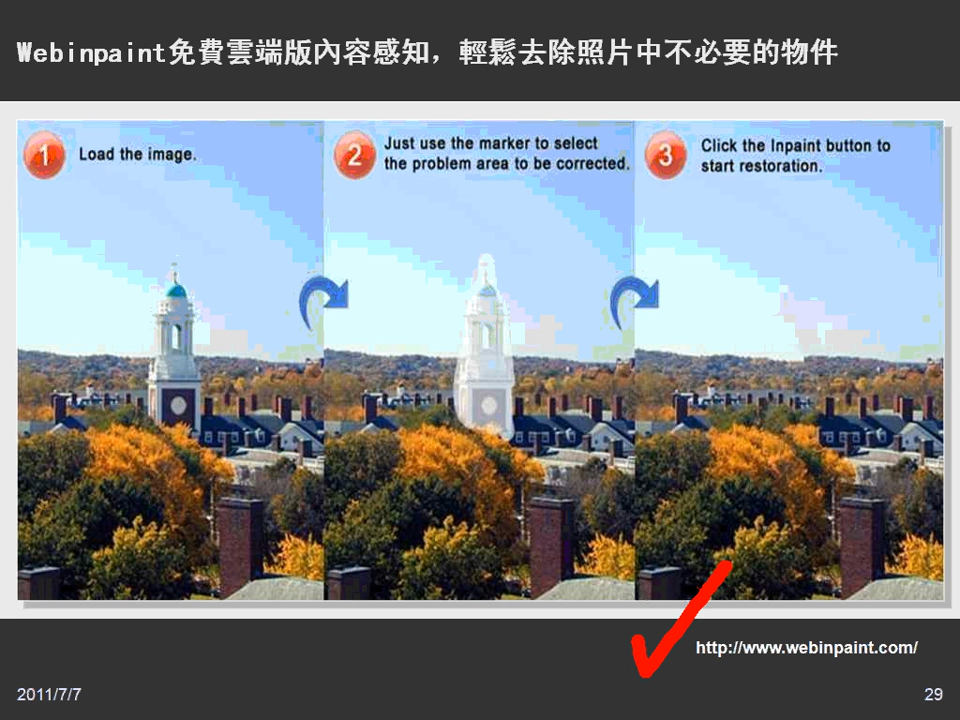 Webinpaint免費雲端版內容感知，輕鬆去除照片中不必要的物件
1
Load the image.
2
Just use the marker to select
the problem area to be corrected.
3
Click the Inpaint button to
start restoration.
http://www.webinpaint.com/
2011/7/7
29